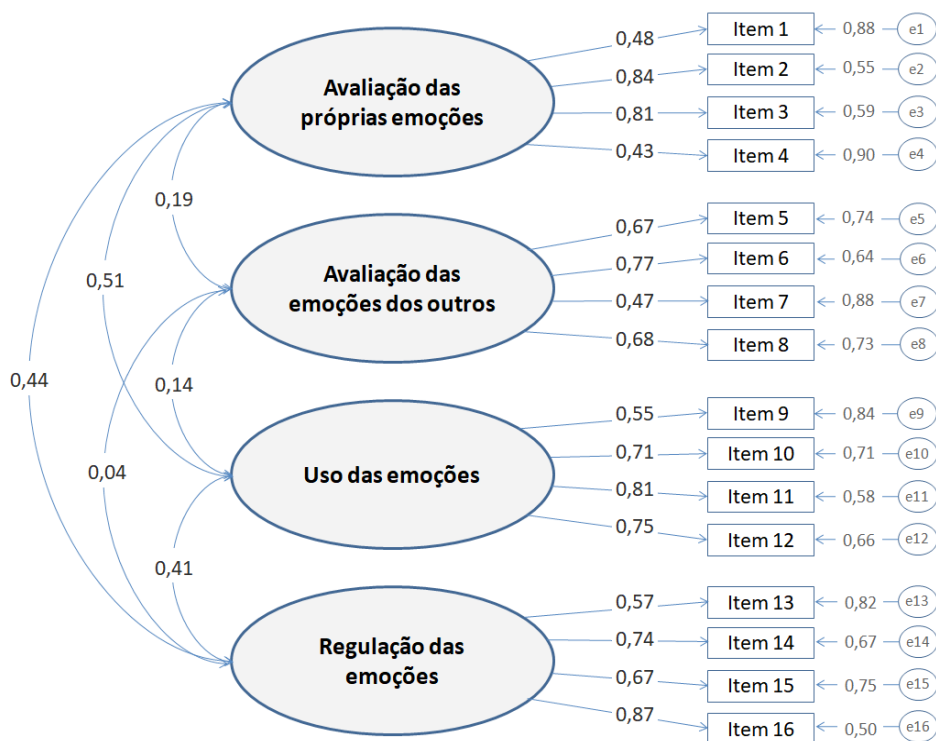 0,48
Item 1
0,88
e1
Avaliação das
próprias emoções
0,84
Item 2
0,55
e2
0,81
Item 3
0,59
e3
0,43
Item 4
0,90
e4
0,19
0,67
Item 5
0,74
e5
Avaliação das
emoções dos outros
0,77
Item 6
0,64
e6
0,51
0,47
Item 7
0,88
e7
0,68
Item 8
0,73
e8
0,44
0,14
0,55
Item 9
0,84
e9
0,04
Uso das emoções
0,71
Item 10
0,71
e10
0,81
Item 11
0,58
e11
0,75
Item 12
0,66
e12
0,41
0,57
Item 13
0,82
e13
Regulação das
emoções
0,74
Item 14
0,67
e14
0,67
Item 15
0,75
e15
0,87
Item 16
0,50
e16